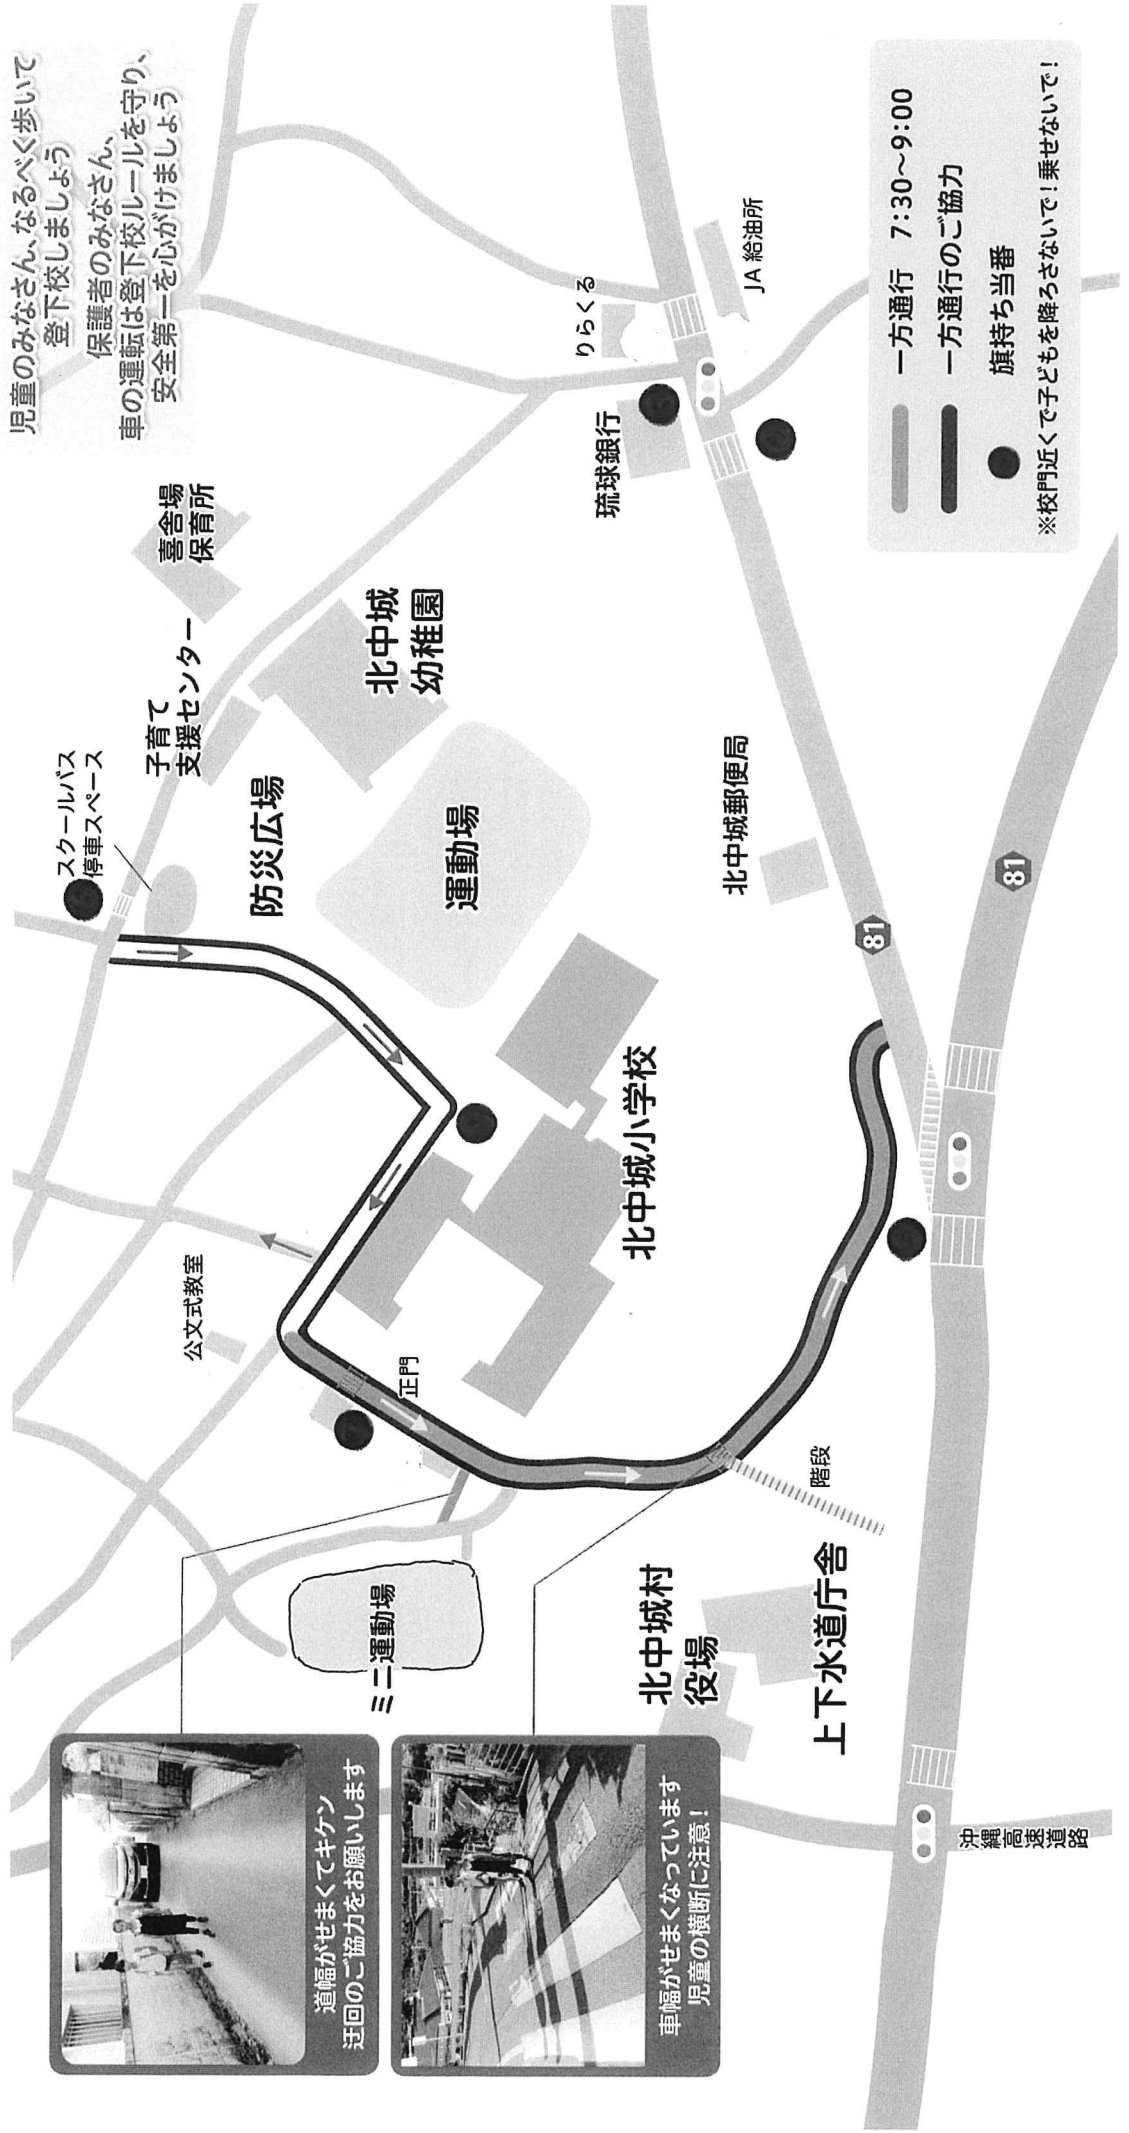 児童のみなさん、なるべく歩いて
登下校しましょう
保護者のみなさん、
車の運転は登下校ルールを守り、
安全第一を心がけましょう
スクールバス
停車スペース
子育て
支援センター
喜舎場
保育所
防災広場
北中城
幼稚園
運動場
りらくる
琉球銀行
JA 給油所
公文式教室
正門
北中城小学校
北中城郵便局
81
81
ミニ運動場
階段
北中城村
役場
上下水道庁舎
沖縄高速道路
道幅がせまくてキケン
迂回のご協力をお願いします
車幅がせまくなっています
児童の横断に注意!
一方通行 7:30~9:00
一方通行のご協力
旗持ち当番
※校門近くで子どもを降ろさないで!乗せないで!